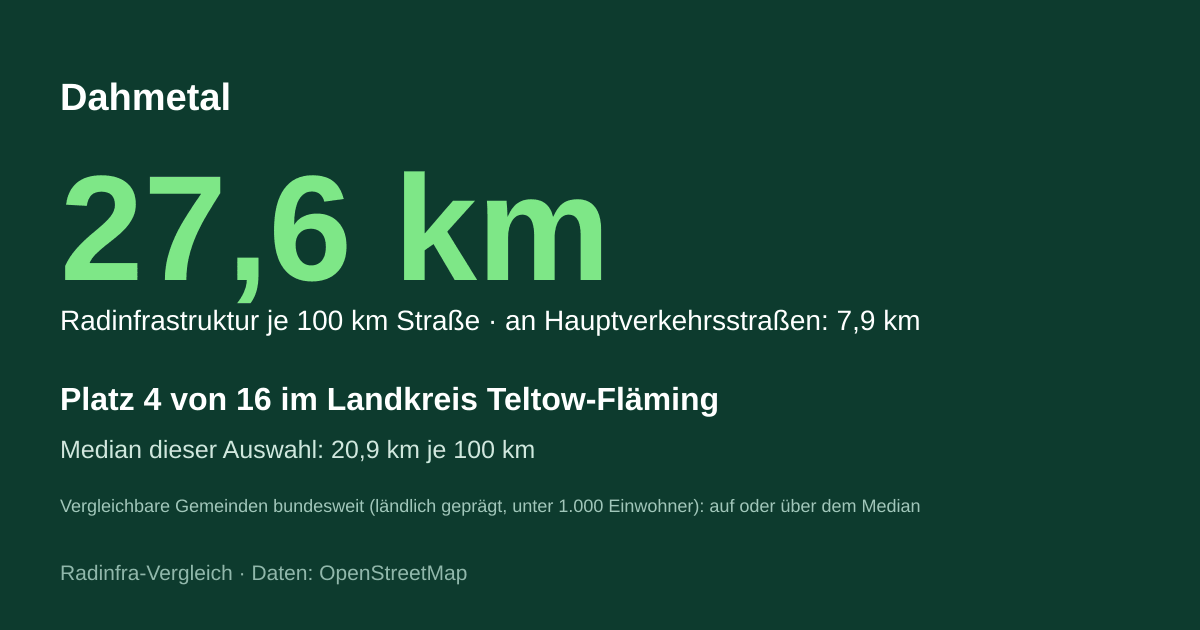 Dahmetal
27,6 km
Radinfrastruktur je 100 km Straße · an Hauptverkehrsstraßen: 7,9 km
Platz 4 von 16 im Landkreis Teltow-Fläming
Median dieser Auswahl: 20,9 km je 100 km
Vergleichbare Gemeinden bundesweit (ländlich geprägt, unter 1.000 Einwohner): auf oder über dem Median
Radinfra-Vergleich · Daten: OpenStreetMap